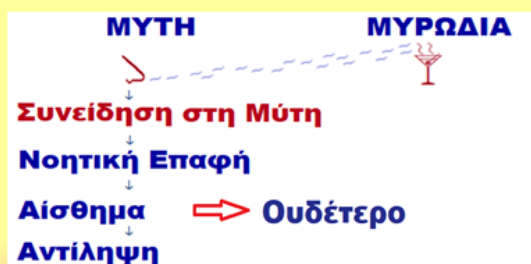 ΜΥΤΗ ΜΥΡΩΔΙΑ
Συνείδηση στη Μύτη
Νοητική Επαφή
Αίσθημα Ουδέτερο
Αντίληψη